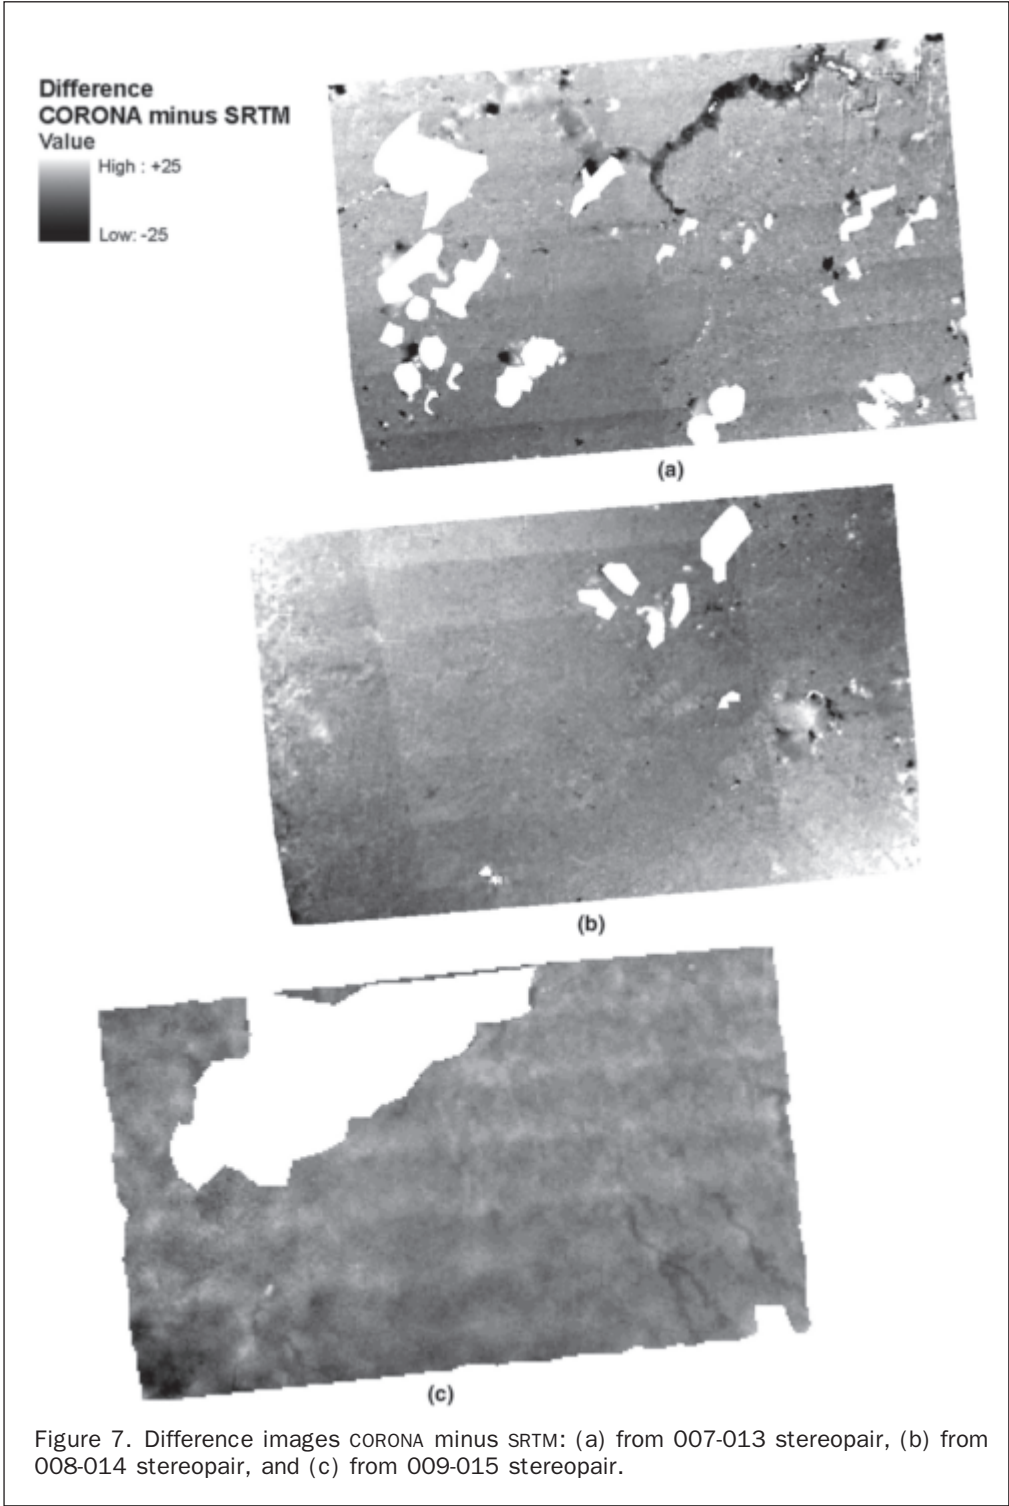 Difference
CORONA minus SRTM
Value
High : +25
Low: -25
(a)
(b)
(c)
Figure 7. Difference images CORONA minus SRTM: (a) from 007-013 stereopair, (b) from
008-014 stereopair, and (c) from 009-015 stereopair.